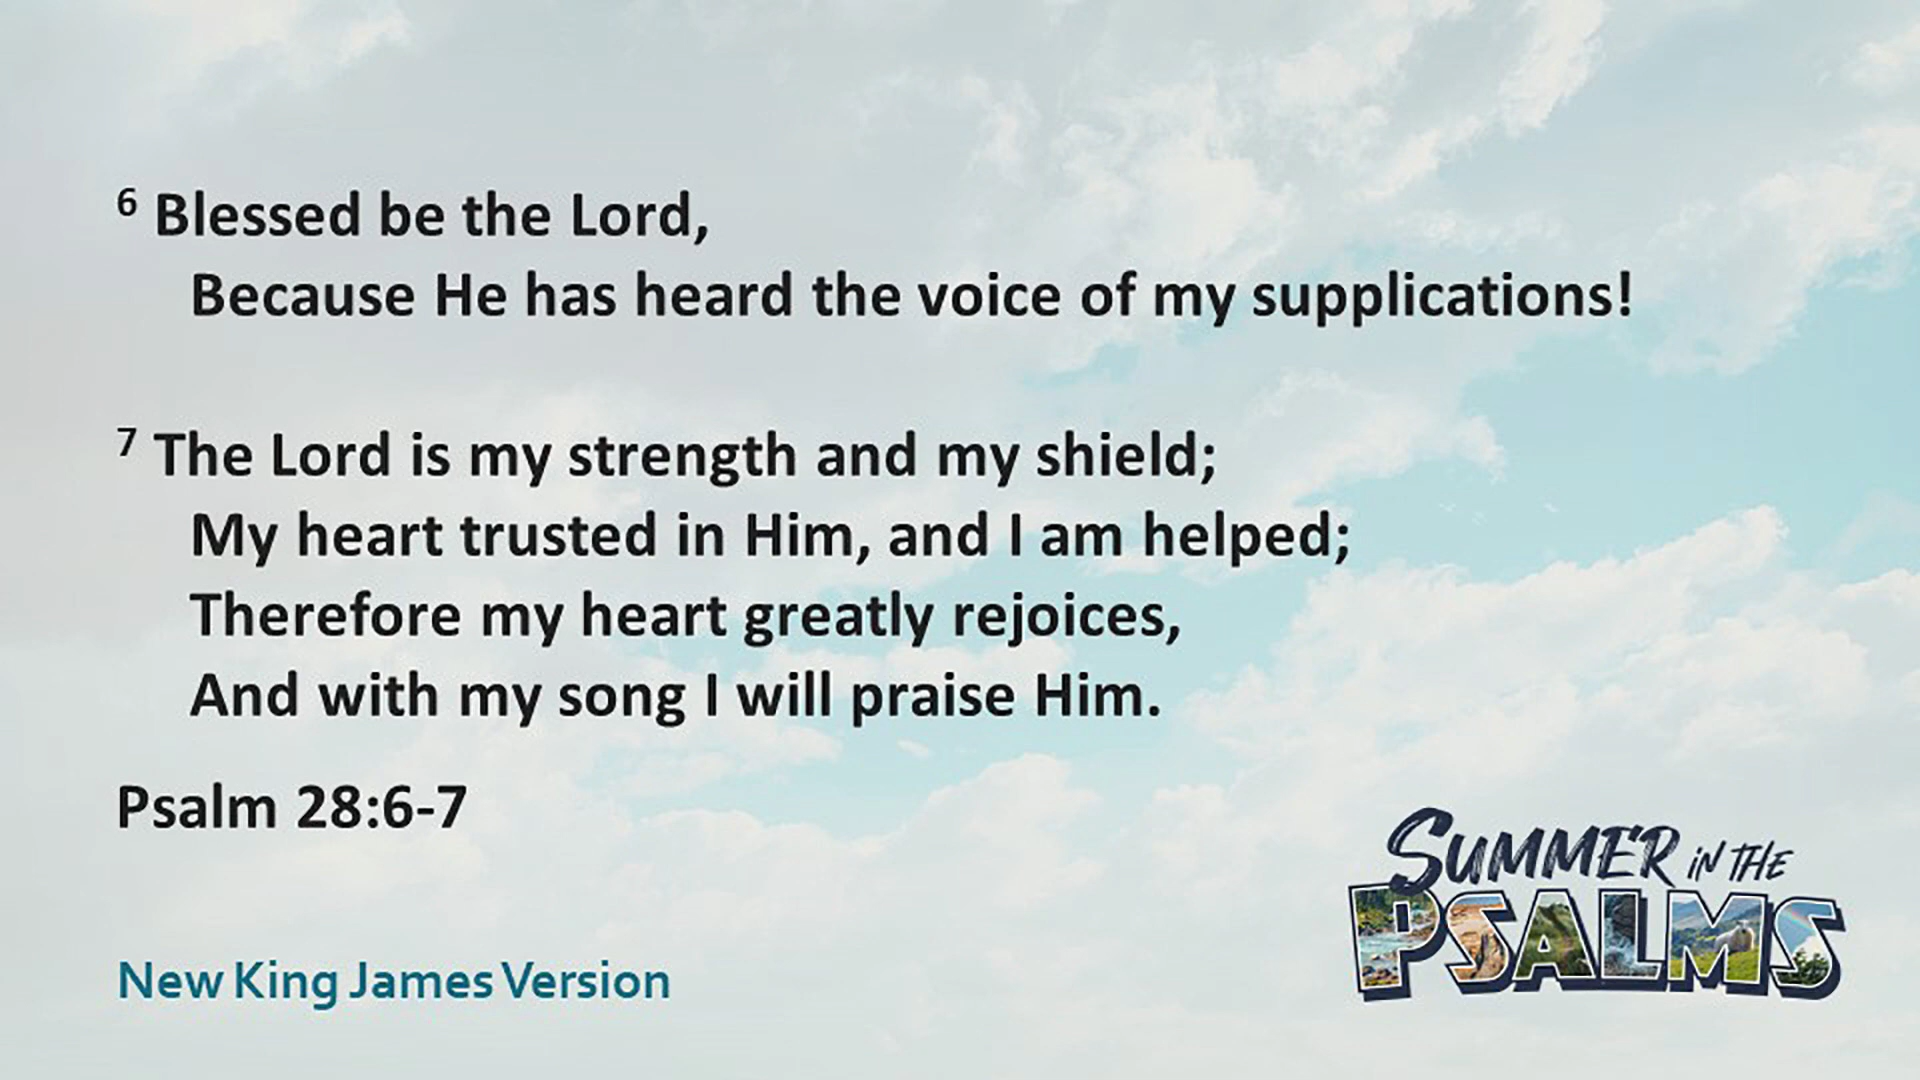 6 Blessed be the Lord,
Because He has heard the voice of my supplications!
7 The Lord is my strength and my shield;
My heart trusted in Him, and I am helped;
Therefore my heart greatly rejoices,
And with my song I will praise Him.
Psalm 28:6-7
SUMMER IN THE
PSALMS
New King James Version